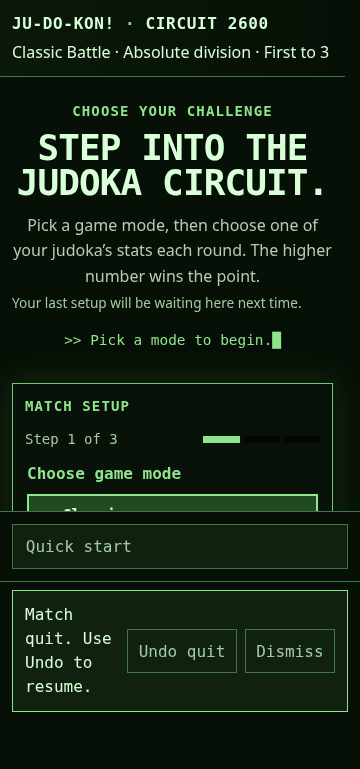 JU-DO-KON! · CIRCUIT 2600
Classic Battle · Absolute division · First to 3
CHOOSE YOUR CHALLENGE
STEP INTO THE
JUDOKA CIRCUIT.
Pick a game mode, then choose one of
your judoka’s stats each round. The higher
number wins the point.
Your last setup will be waiting here next time.
>> Pick a mode to begin.
MATCH SETUP
Step 1 of 3
Choose game mode
Quick start
Match
quit. Use
Undo to
resume.
Undo quit
Dismiss